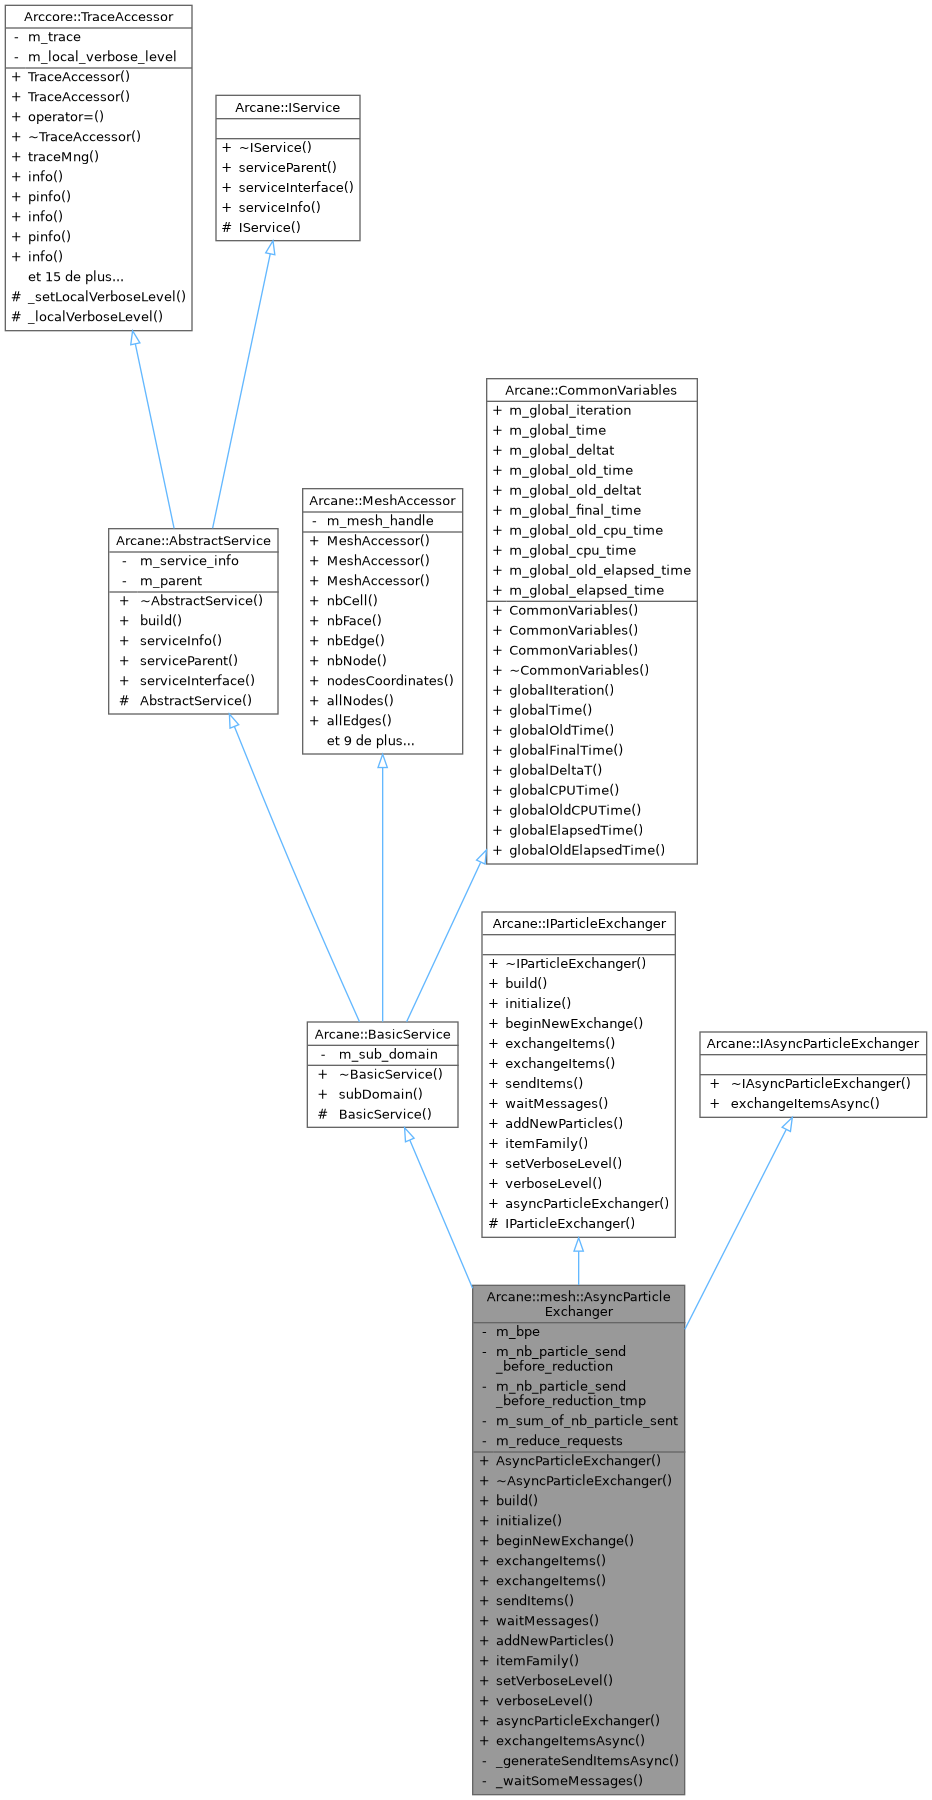 Arccore::TraceAccessor
- m_trace
- m_local_verbose_level
+ TraceAccessor()
+ TraceAccessor()
+ operator=()
+ ~TraceAccessor()
+ traceMng()
+ info()
+ pinfo()
+ info()
+ pinfo()
+ info()
et 15 de plus...
# _setLocalVerboseLevel()
# _localVerboseLevel()
Arcane::IService
+ ~IService()
+ serviceParent()
+ serviceInterface()
+ serviceInfo()
# IService()
Arcane::AbstractService
- m_service_info
- m_parent
+ ~AbstractService()
+ build()
+ serviceInfo()
+ serviceParent()
+ serviceInterface()
# AbstractService()
Arcane::MeshAccessor
- m_mesh_handle
+ MeshAccessor()
+ MeshAccessor()
+ MeshAccessor()
+ nbCell()
+ nbFace()
+ nbEdge()
+ nbNode()
+ nodesCoordinates()
+ allNodes()
+ allEdges()
et 9 de plus...
Arcane::CommonVariables
+ m_global_iteration
+ m_global_time
+ m_global_deltat
+ m_global_old_time
+ m_global_old_deltat
+ m_global_final_time
+ m_global_old_cpu_time
+ m_global_cpu_time
+ m_global_old_elapsed_time
+ m_global_elapsed_time
+ CommonVariables()
+ CommonVariables()
+ CommonVariables()
+ ~CommonVariables()
+ globalIteration()
+ globalTime()
+ globalOldTime()
+ globalFinalTime()
+ globalDeltaT()
+ globalCPUTime()
+ globalOldCPUTime()
+ globalElapsedTime()
+ globalOldElapsedTime()
Arcane::BasicService
- m_sub_domain
+ ~BasicService()
+ subDomain()
# BasicService()
Arcane::IParticleExchanger
+ ~IParticleExchanger()
+ build()
+ initialize()
+ beginNewExchange()
+ exchangeItems()
+ exchangeItems()
+ sendItems()
+ waitMessages()
+ addNewParticles()
+ itemFamily()
+ setVerboseLevel()
+ verboseLevel()
+ asyncParticleExchanger()
# IParticleExchanger()
Arcane::IAsyncParticleExchanger
+ ~IAsyncParticleExchanger()
+ exchangeItemsAsync()
Arcane::mesh::AsyncParticle
Exchanger
- m_bpe
- m_nb_particle_send
_before_reduction
- m_nb_particle_send
_before_reduction_tmp
- m_sum_of_nb_particle_sent
- m_reduce_requests
+ AsyncParticleExchanger()
+ ~AsyncParticleExchanger()
+ build()
+ initialize()
+ beginNewExchange()
+ exchangeItems()
+ exchangeItems()
+ sendItems()
+ waitMessages()
+ addNewParticles()
+ itemFamily()
+ setVerboseLevel()
+ verboseLevel()
+ asyncParticleExchanger()
+ exchangeItemsAsync()
- _generateSendItemsAsync()
- _waitSomeMessages()